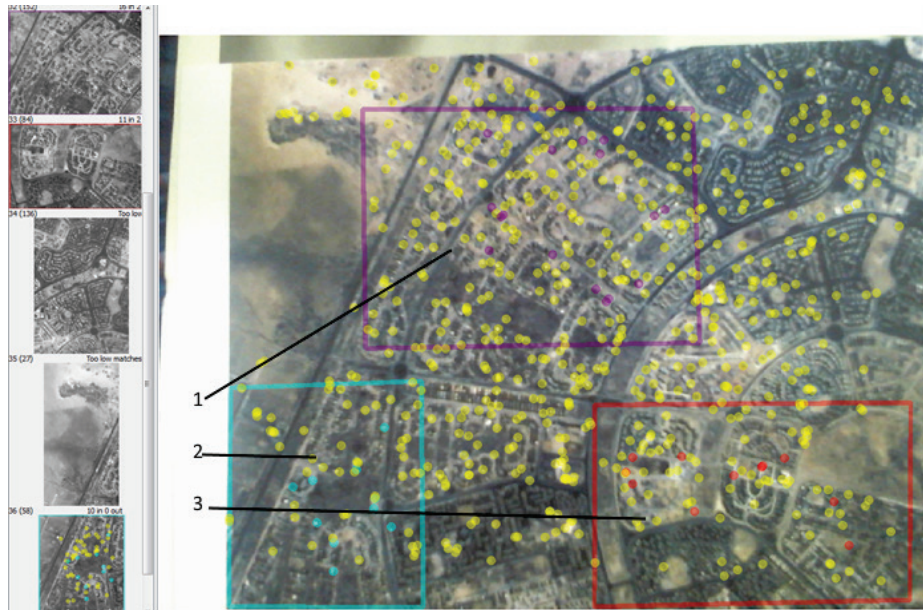 32 (152) 16 in 2
33 (84) 11 in 2
34 (136) Too low
35 (27) Too low matches
36 (58) 10 in 0 out
1
2
3